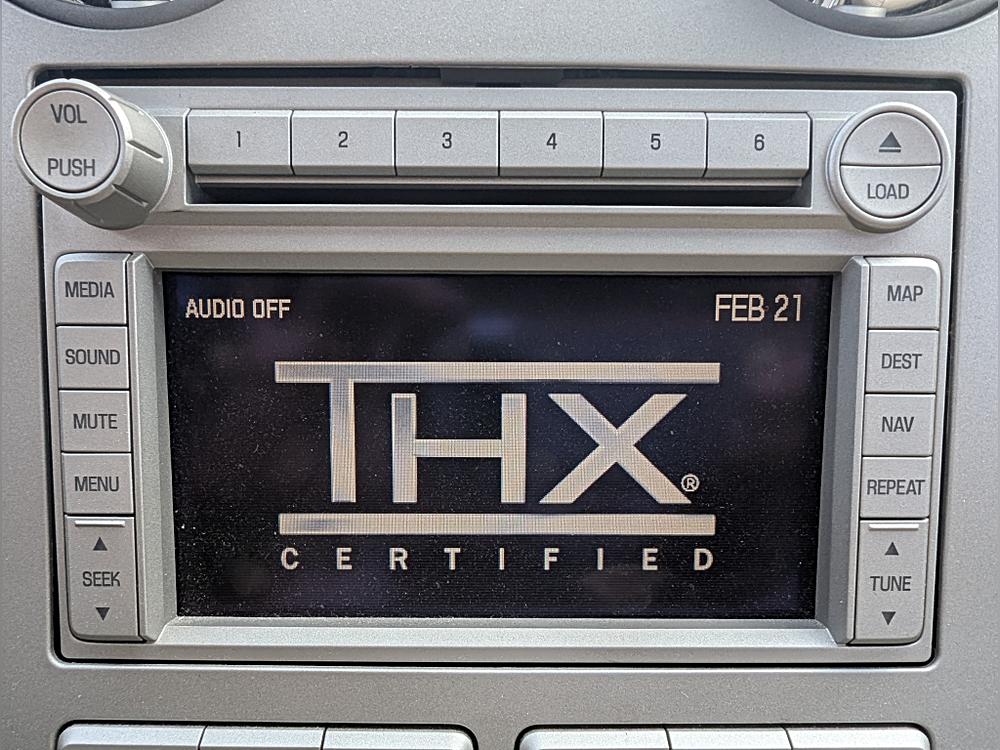 VOL
PUSH
1 2 3 4 5 6
▲
LOAD
MEDIA
SOUND
MUTE
MENU
▲
SEEK
▼
AUDIO OFF
FEB 21
THX®
CERTIFIED
MAP
DEST
NAV
REPEAT
▲
TUNE
▼